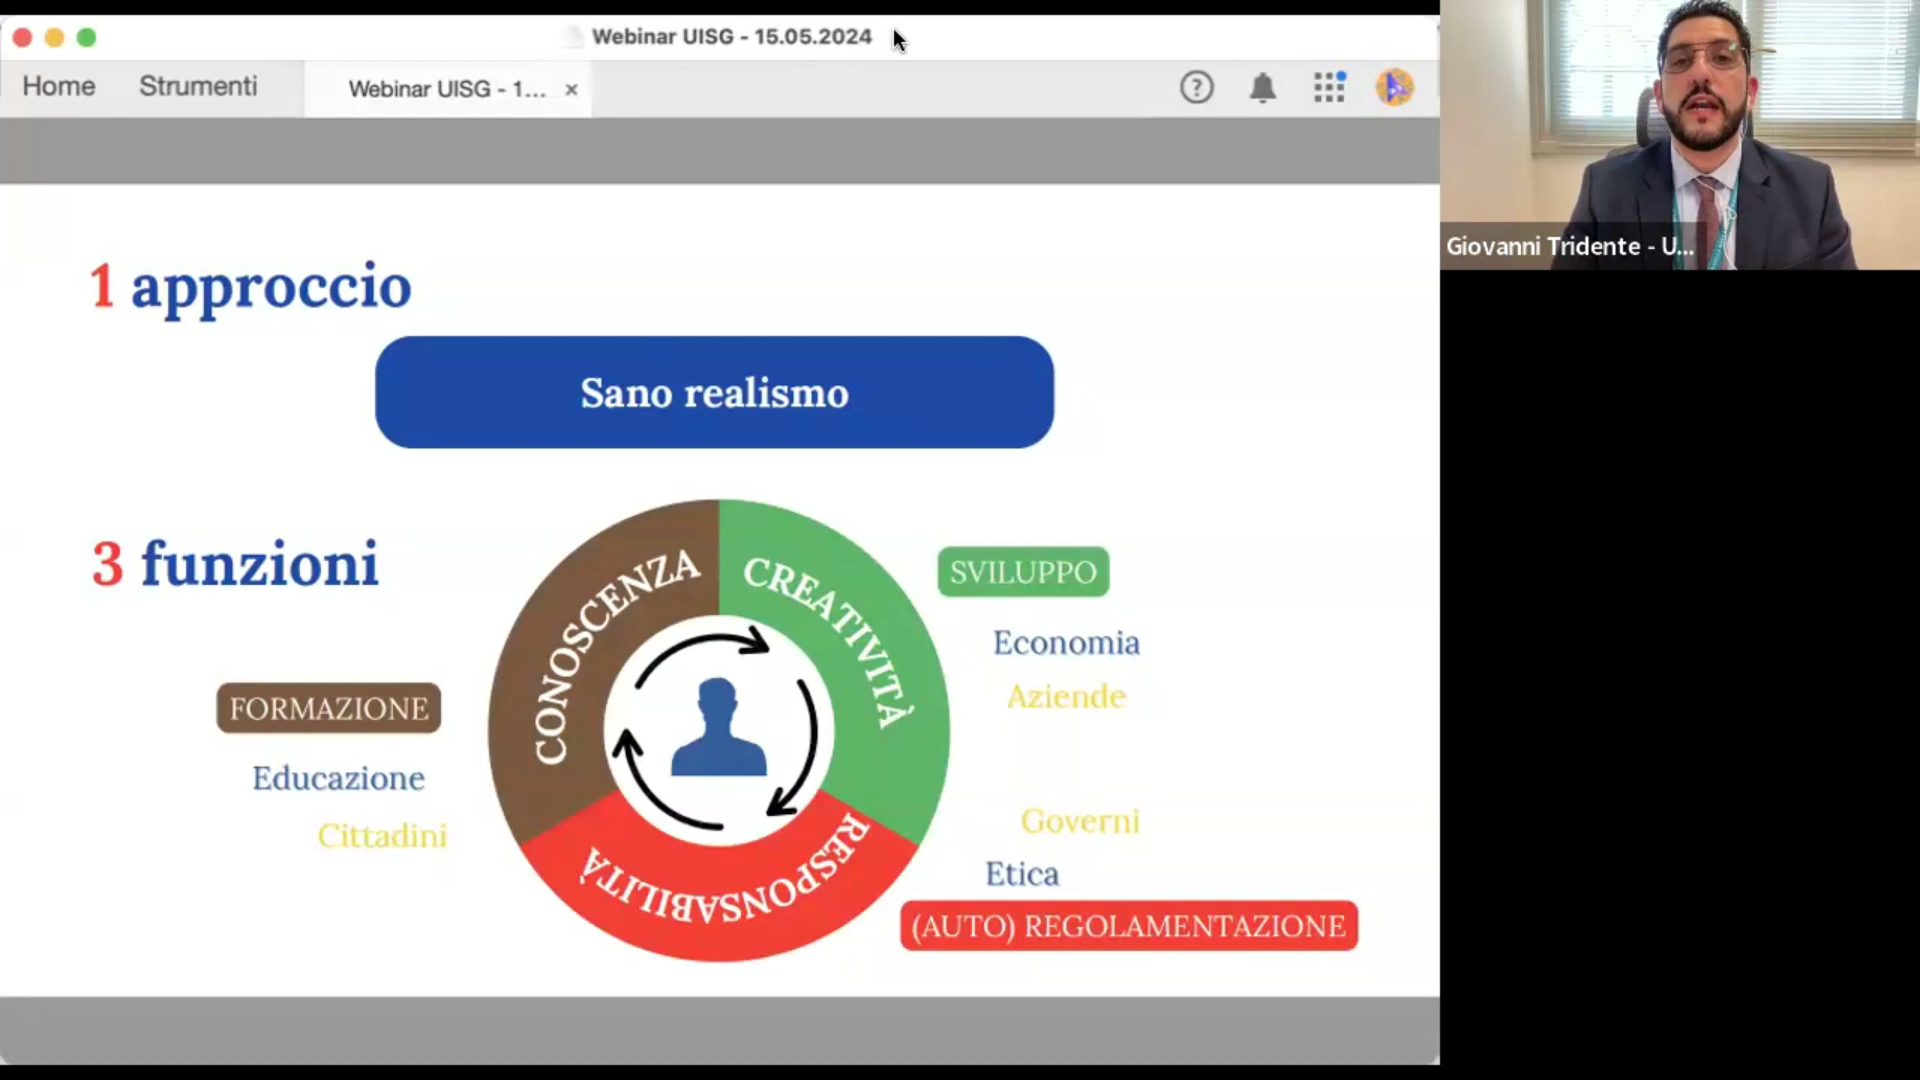 Webinar UISG - 15.05.2024
Home
Strumenti
Webinar UISG - 1...
Giovanni Tridente - U...
1 approccio
Sano realismo
3 funzioni
CONOSCENZA
CREATIVITÀ
RESPONSABILITÀ
SVILUPPO
Economia
Aziende
FORMAZIONE
Educazione
Cittadini
Governi
Etica
(AUTO) REGOLAMENTAZIONE